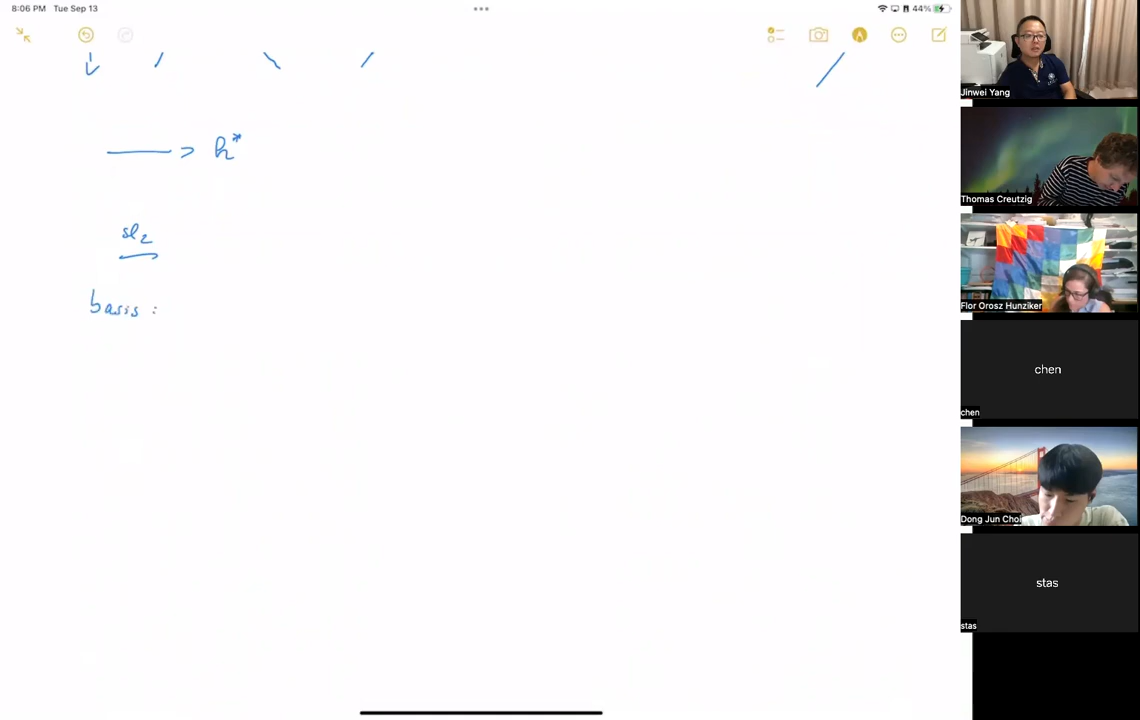 8:06 PM Tue Sep 13
44%
h*
sl₂
basis :
Jinwei Yang
Thomas Creutzig
Flor Orosz Hunziker
chen
chen
Dong Jun Choi
stas
stas